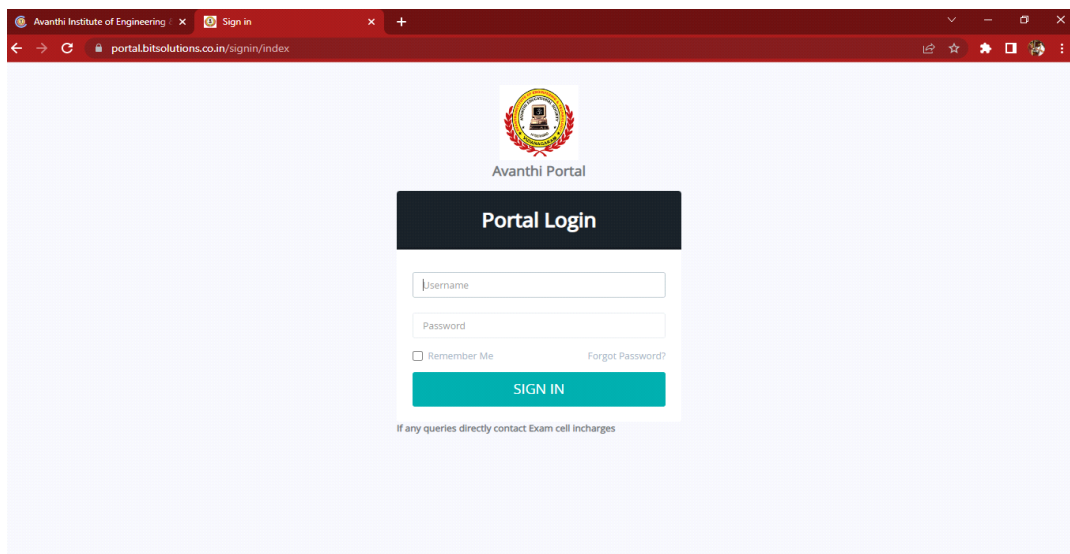 Avanthi Institute of Engineering &
Sign in
portal.bitsolutions.co.in/signin/index
VIZIANAGARAM
Avanthi Portal
Portal Login
Username
Password
Remember Me
Forgot Password?
SIGN IN
If any queries directly contact Exam cell incharges